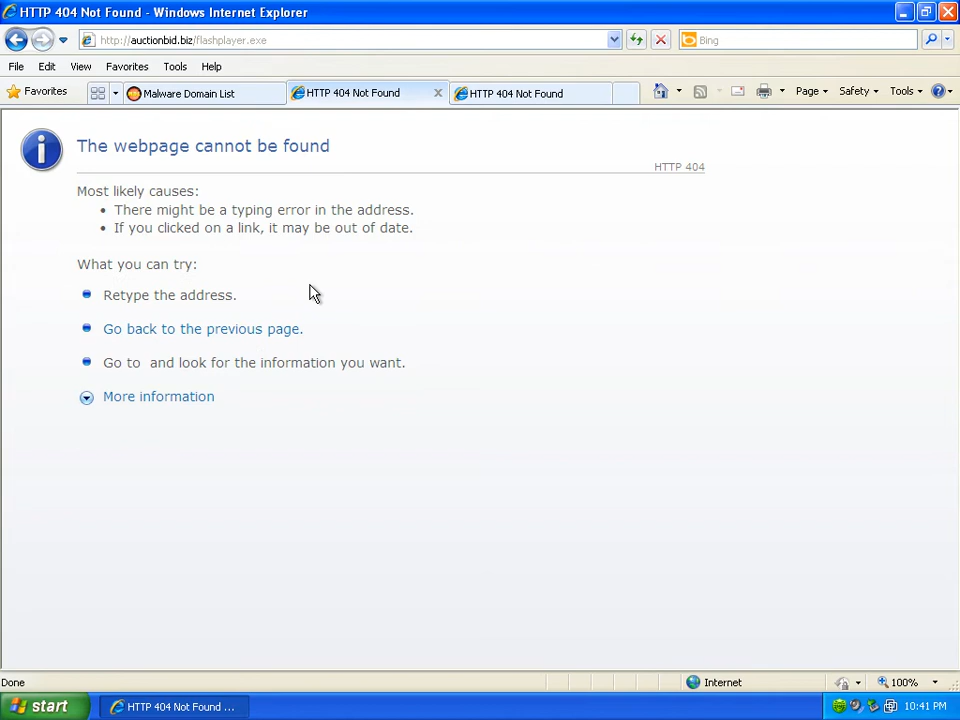 HTTP 404 Not Found - Windows Internet Explorer
http://auctionbid.biz/flashplayer.exe
Bing
File Edit View Favorites Tools Help
Favorites Malware Domain List HTTP 404 Not Found HTTP 404 Not Found Page Safety Tools
The webpage cannot be found
HTTP 404
Most likely causes:
There might be a typing error in the address.
If you clicked on a link, it may be out of date.
What you can try:
Retype the address.
Go back to the previous page.
Go to and look for the information you want.
More information
Done Internet 100%
start HTTP 404 Not Found ... 10:41 PM